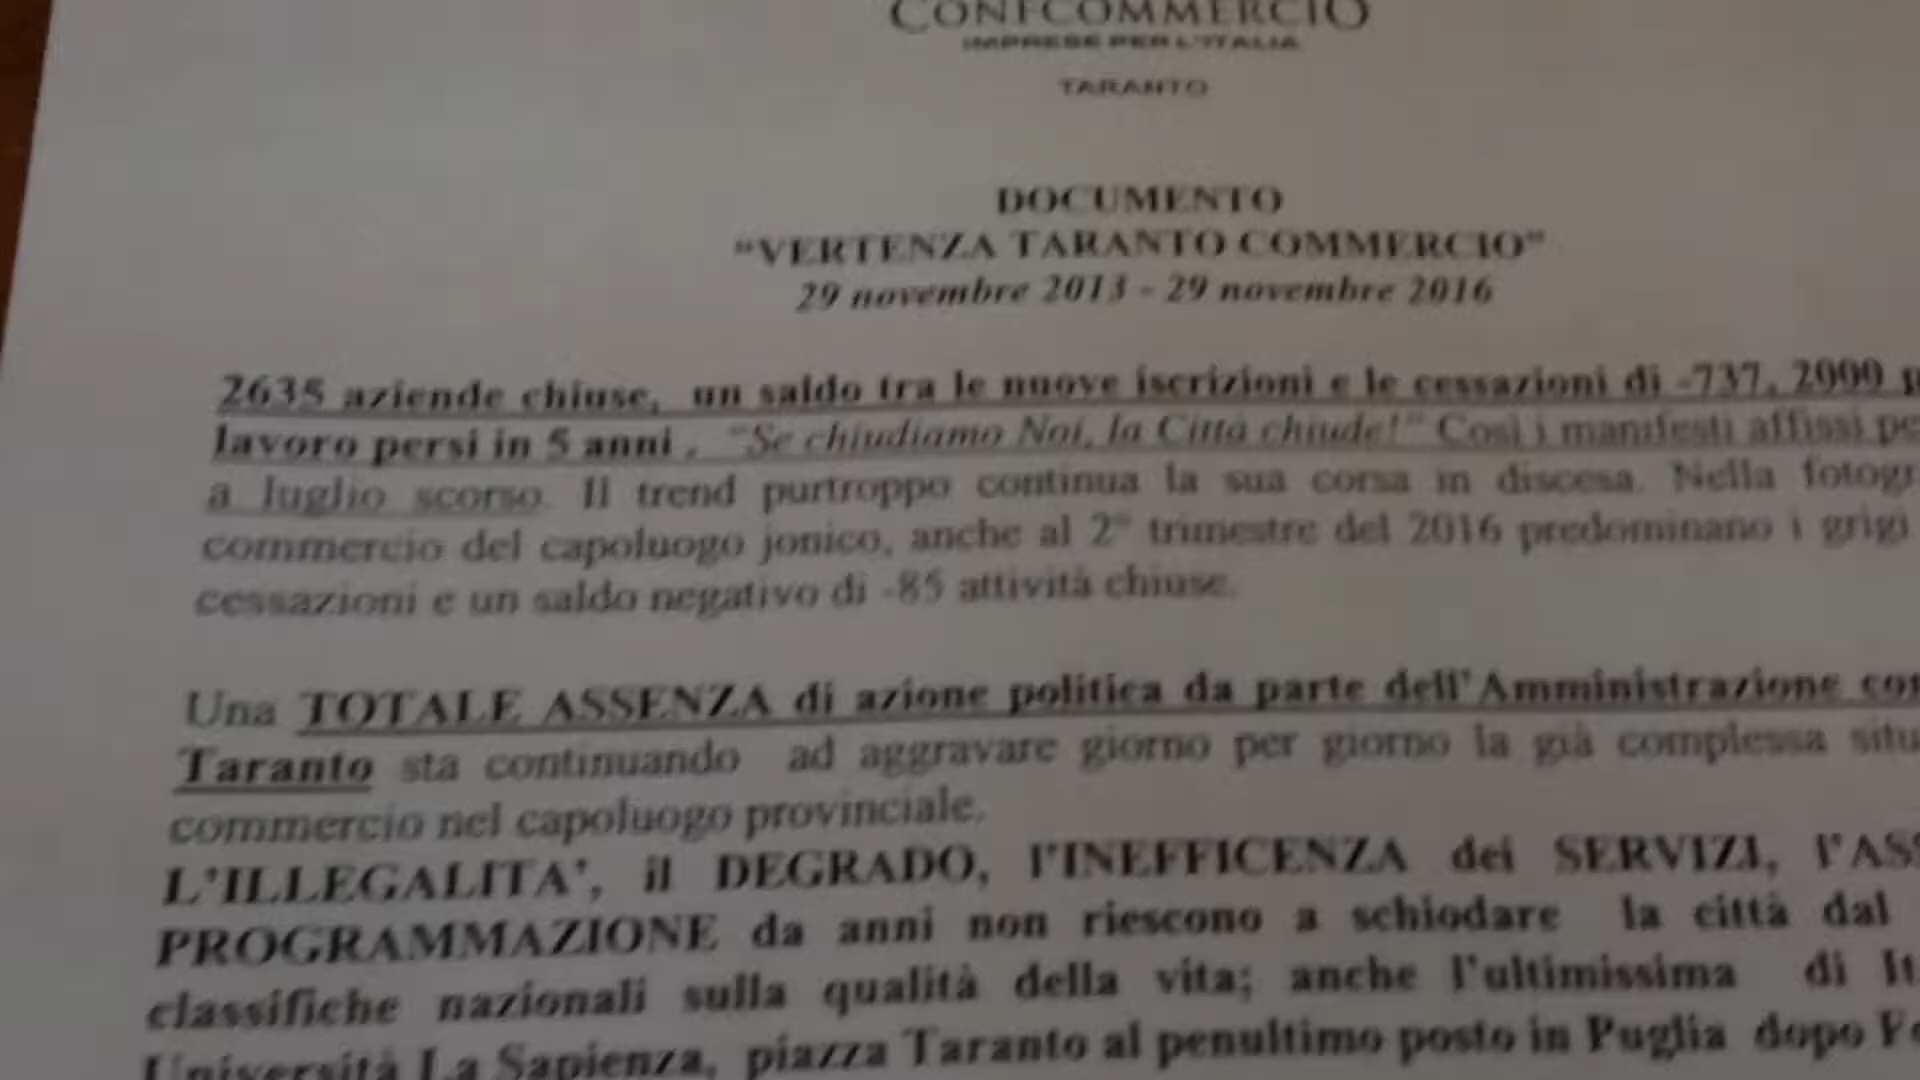 CONFCOMMERCIO
IMPRESE PER L'ITALIA
TARANTO
DOCUMENTO
"VERTENZA TARANTO COMMERCIO"
29 novembre 2013 - 29 novembre 2016
2635 aziende chiuse, un saldo tra le nuove iscrizioni e le cessazioni di -737, 2000
lavoro persi in 5 anni , "Se chiudiamo Noi, la Città chiude!" Così i manifesti affissi
a luglio scorso. Il trend purtroppo continua la sua corsa in discesa. Nella
commercio del capoluogo jonico, anche al 2° trimestre del 2016 predominano i grigi
cessazioni e un saldo negativo di -85 attività chiuse.
Una TOTALE ASSENZA di azione politica da parte dell'Amministrazione
Taranto sta continuando ad aggravare giorno per giorno la già complessa
commercio nel capoluogo provinciale.
L'ILLEGALITA', il DEGRADO, l'INEFFICENZA dei SERVIZI,
PROGRAMMAZIONE da anni non riescono a schiodare la città dal
classifiche nazionali sulla qualità della vita; anche l'ultimissima di
Università La Sapienza, piazza Taranto al penultimo posto in Puglia dopo